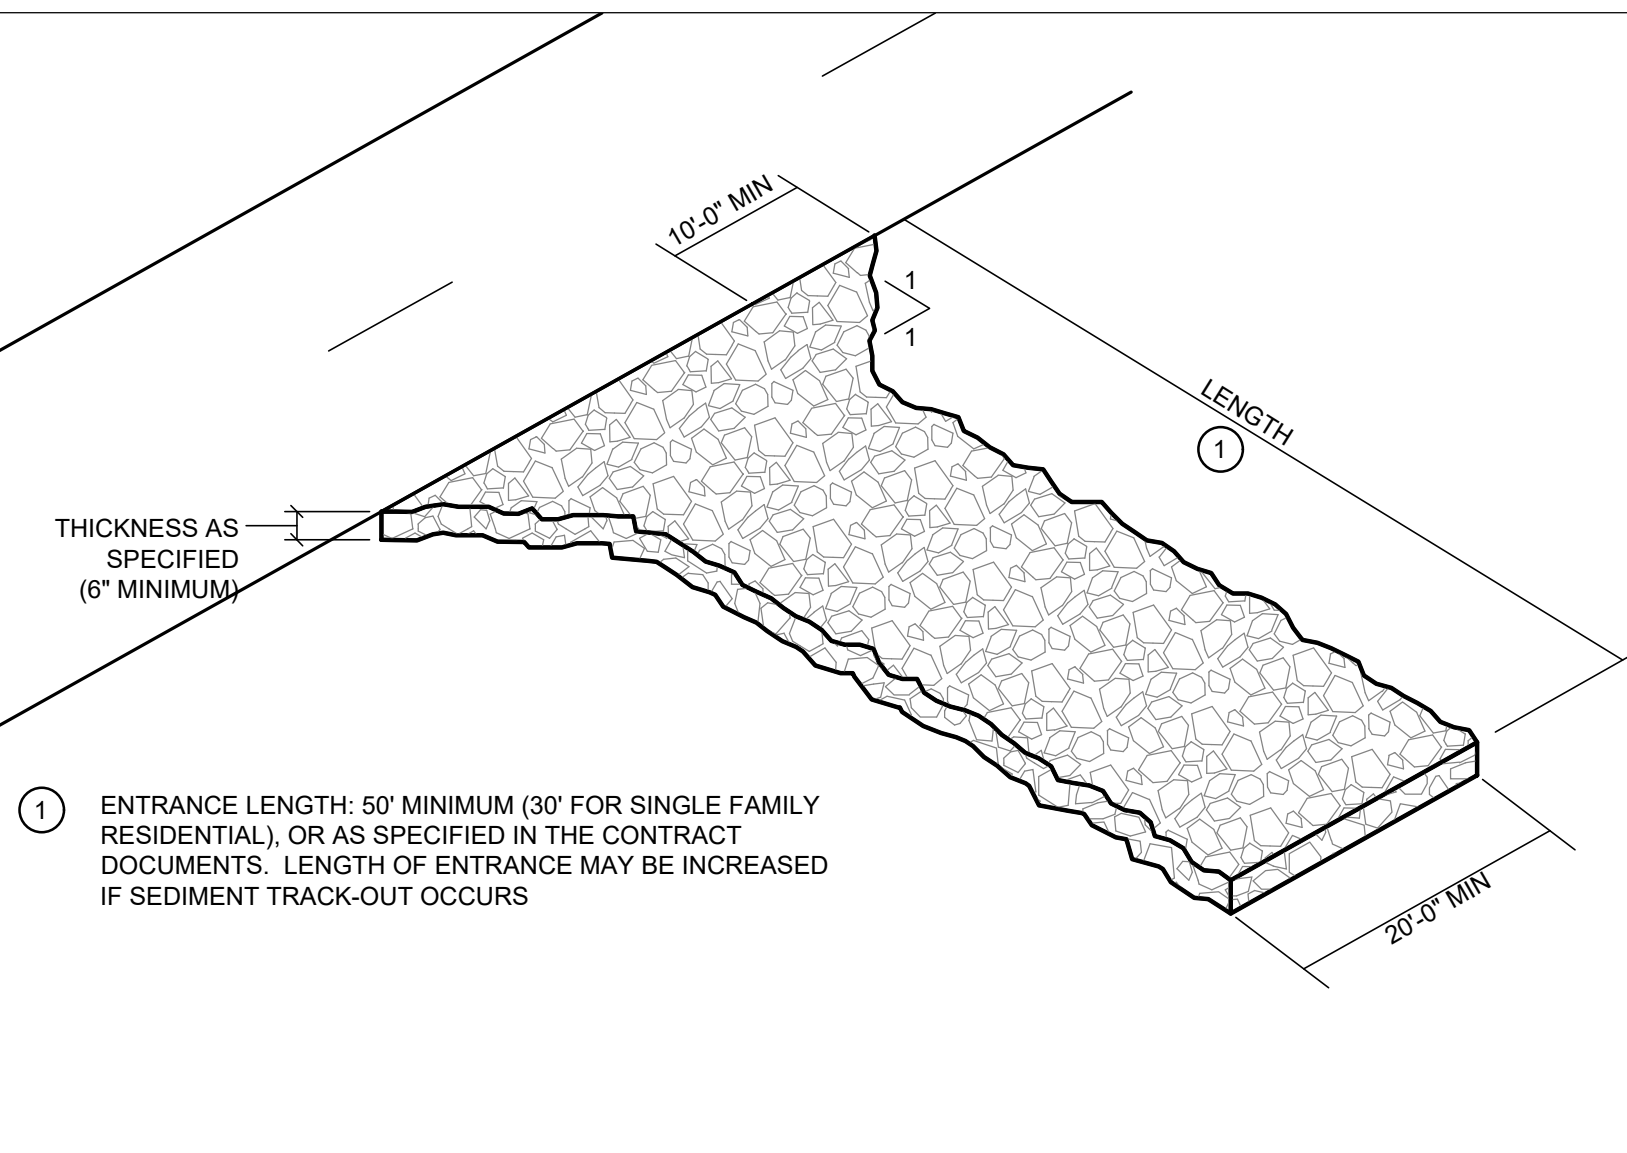 10'-0" MIN
1
1
LENGTH
1
THICKNESS AS
SPECIFIED
(6" MINIMUM)
1
ENTRANCE LENGTH: 50' MINIMUM (30' FOR SINGLE FAMILY
RESIDENTIAL), OR AS SPECIFIED IN THE CONTRACT
DOCUMENTS.  LENGTH OF ENTRANCE MAY BE INCREASED
IF SEDIMENT TRACK-OUT OCCURS
20'-0" MIN